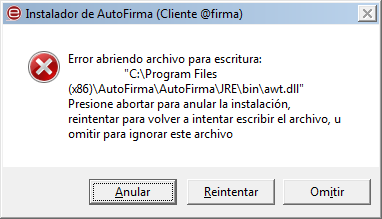 Instalador de AutoFirma (Cliente @firma)
Error abriendo archivo para escritura:
"C:\Program Files
(x86)\AutoFirma\AutoFirma\JRE\bin\awt.dll"
Presione abortar para anular la instalación,
reintentar para volver a intentar escribir el archivo, u
omitir para ignorar este archivo
Anular
Reintentar
Omitir